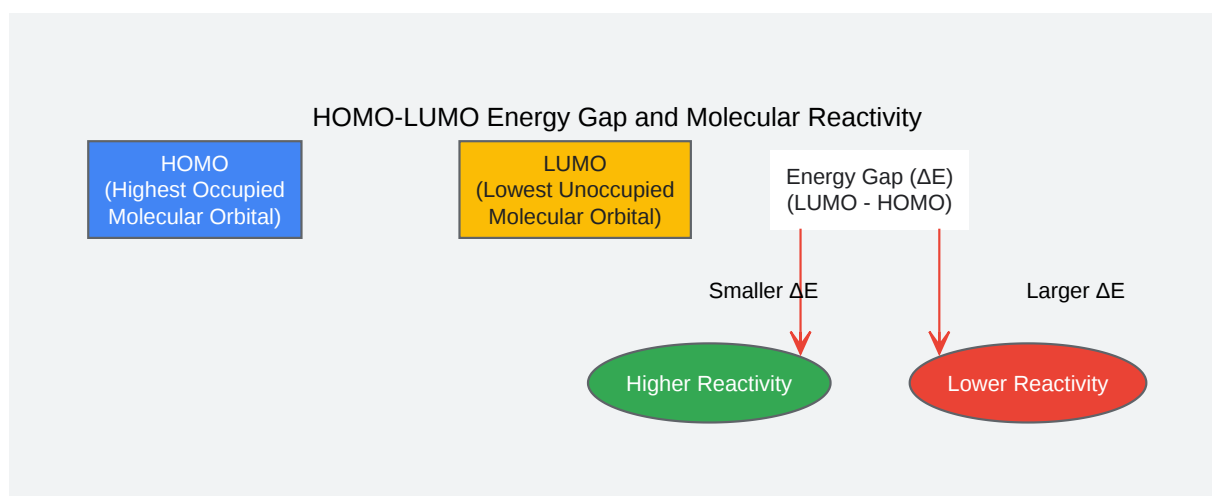 HOMO-LUMO Energy Gap and Molecular Reactivity
HOMO
(Highest Occupied
Molecular Orbital)
LUMO
(Lowest Unoccupied
Molecular Orbital)
Energy Gap (ΔE)
(LUMO - HOMO)
Smaller ΔE
Larger ΔE
Higher Reactivity
Lower Reactivity